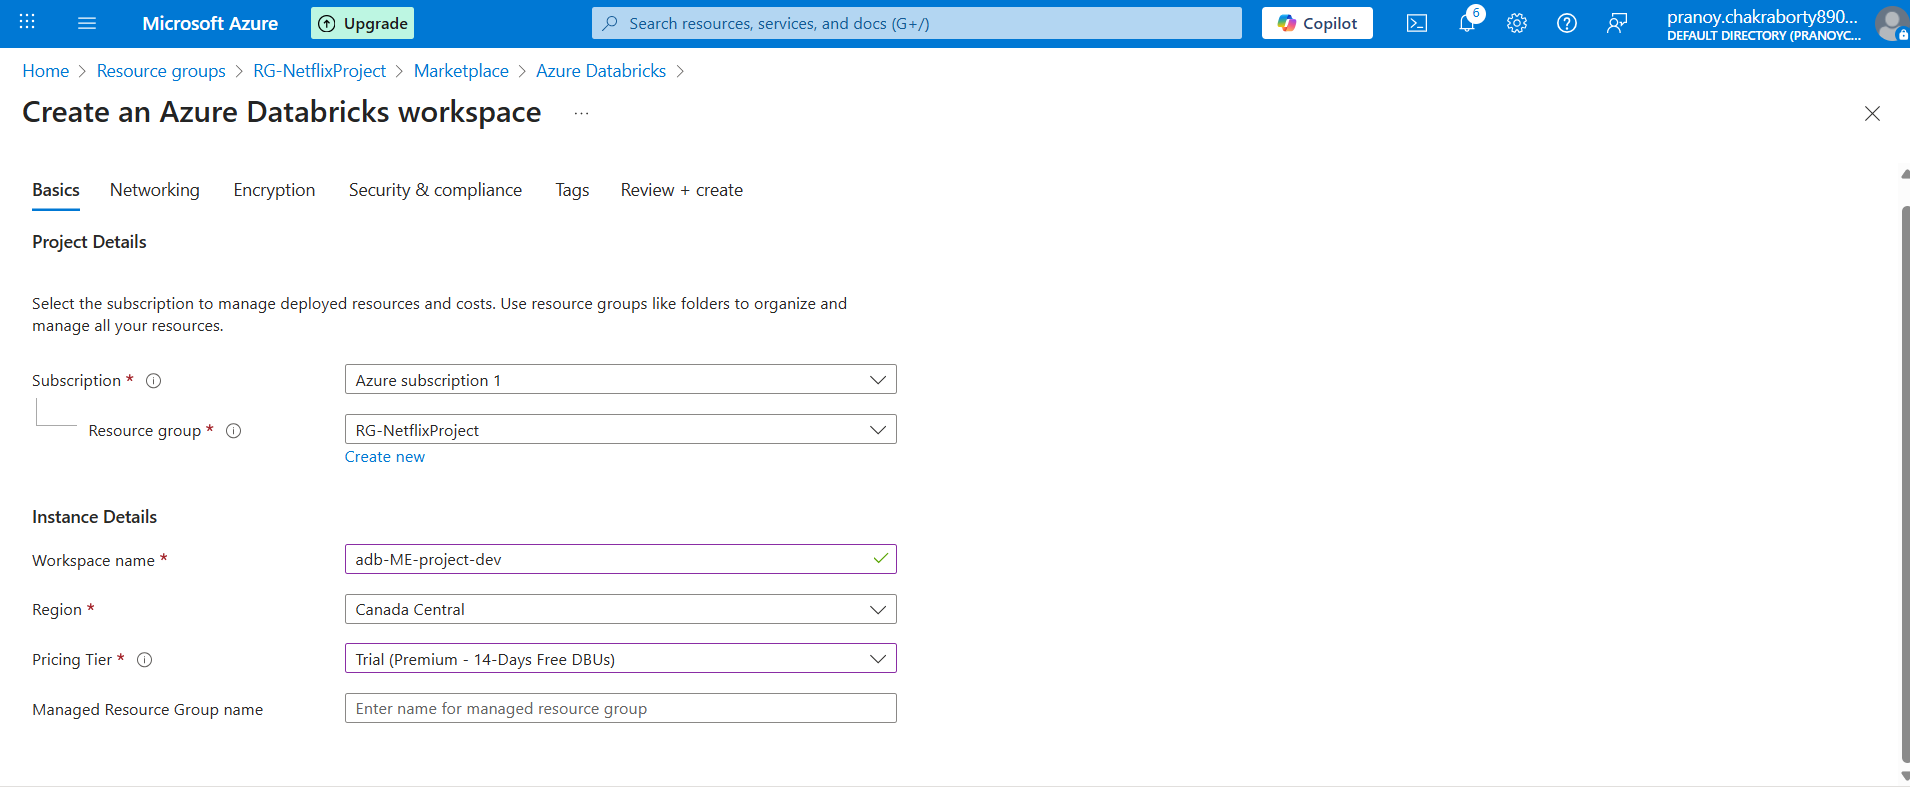 Microsoft Azure
Upgrade
Search resources, services, and docs (G+/)
Copilot
6
pranoy.chakraborty890...
DEFAULT DIRECTORY (PRANOYC...
Home > Resource groups > RG-NetflixProject > Marketplace > Azure Databricks >
Create an Azure Databricks workspace ...
Basics Networking Encryption Security & compliance Tags Review + create
Project Details
Select the subscription to manage deployed resources and costs. Use resource groups like folders to organize and
manage all your resources.
Subscription * Azure subscription 1
Resource group * RG-NetflixProject
Create new
Instance Details
Workspace name * adb-ME-project-dev
Region * Canada Central
Pricing Tier * Trial (Premium - 14-Days Free DBUs)
Managed Resource Group name Enter name for managed resource group